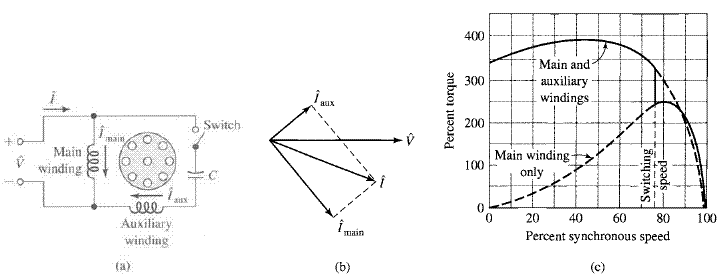 Î
+
V̂
−
Main
winding
Î main
Switch
C
Î aux
Auxiliary
winding
(a)
Î aux
V̂
Î
Î main
(b)
Percent torque
400
300
200
100
0
Main and
auxiliary
windings
Main winding
only
Switching
speed
0 20 40 60 80 100
Percent synchronous speed
(c)